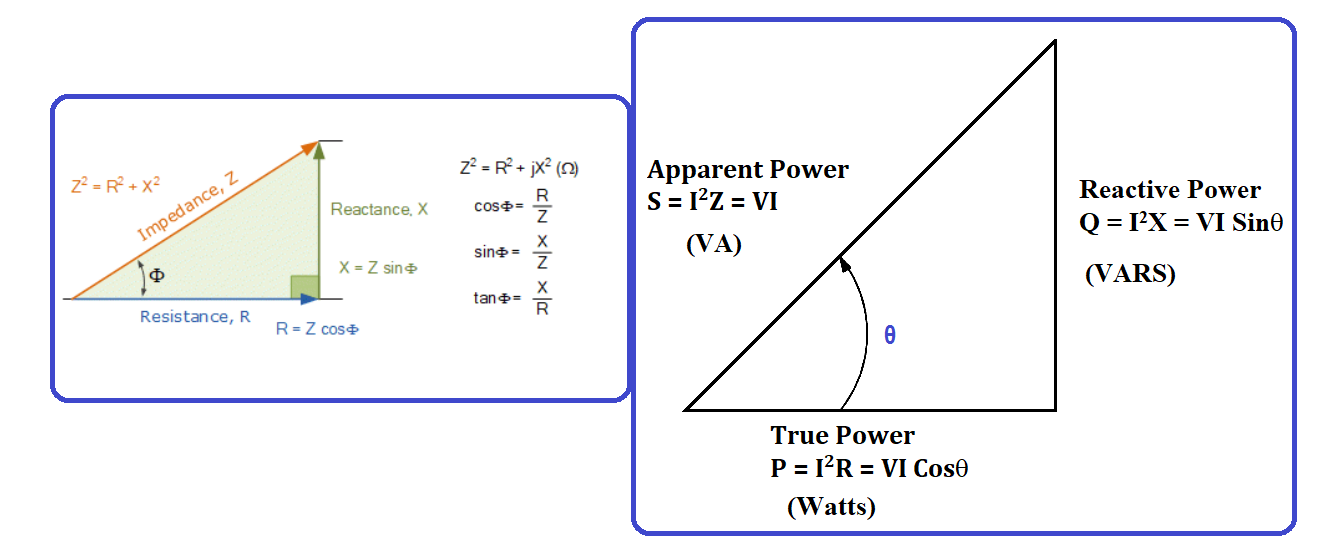 Z² = R² + X²
Impedance, Z
Φ
Reactance, X
X = Z sinΦ
Resistance, R
R = Z cosΦ
Z² = R² + jX² (Ω)
cosΦ= R/Z
sinΦ= X/Z
tanΦ= X/R
Apparent Power
S = I²Z = VI
(VA)
Reactive Power
Q = I²X = VI Sinθ
(VARS)
θ
True Power
P = I²R = VI Cosθ
(Watts)